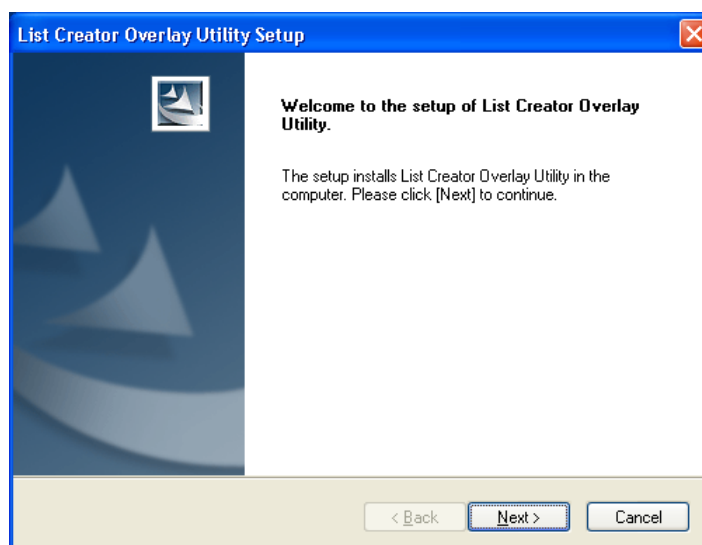 List Creator Overlay Utility Setup
Welcome to the setup of List Creator Overlay
Utility.
The setup installs List Creator Overlay Utility in the
computer. Please click [Next] to continue.
< Back Next > Cancel